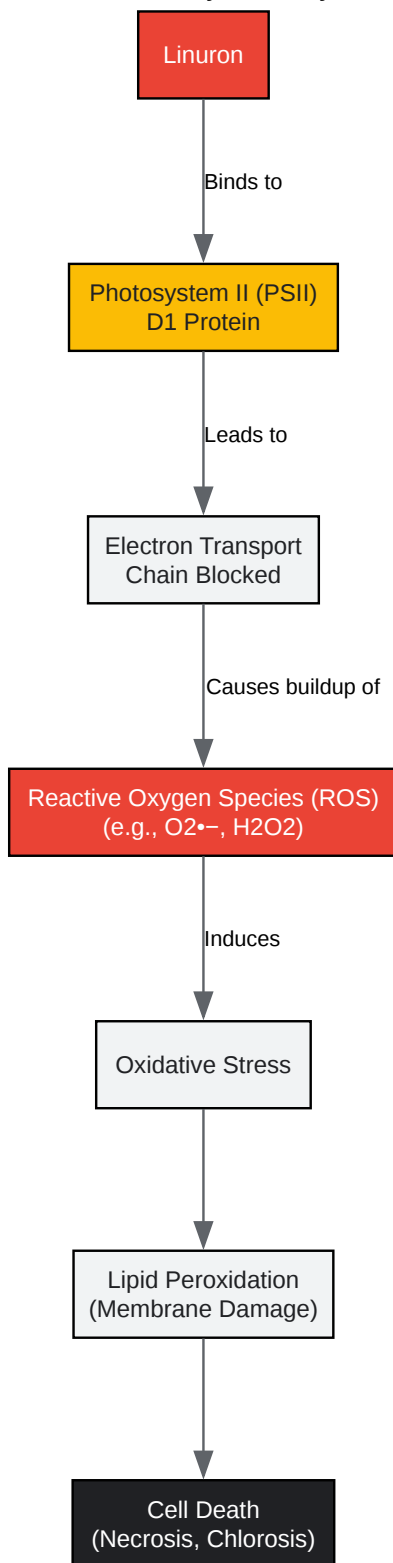 Linuron
Binds to
Photosystem II (PSII)
D1 Protein
Leads to
Electron Transport
Chain Blocked
Causes buildup of
Reactive Oxygen Species (ROS)
(e.g., O2•−, H2O2)
Induces
Oxidative Stress
Lipid Peroxidation
(Membrane Damage)
Cell Death
(Necrosis, Chlorosis)